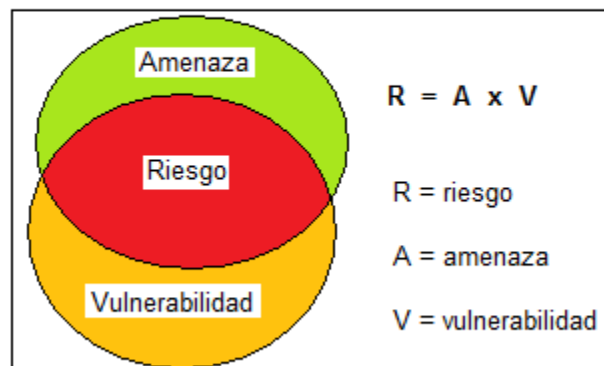 Amenaza
Riesgo
Vulnerabilidad
R = A x V
R = riesgo
A = amenaza
V = vulnerabilidad